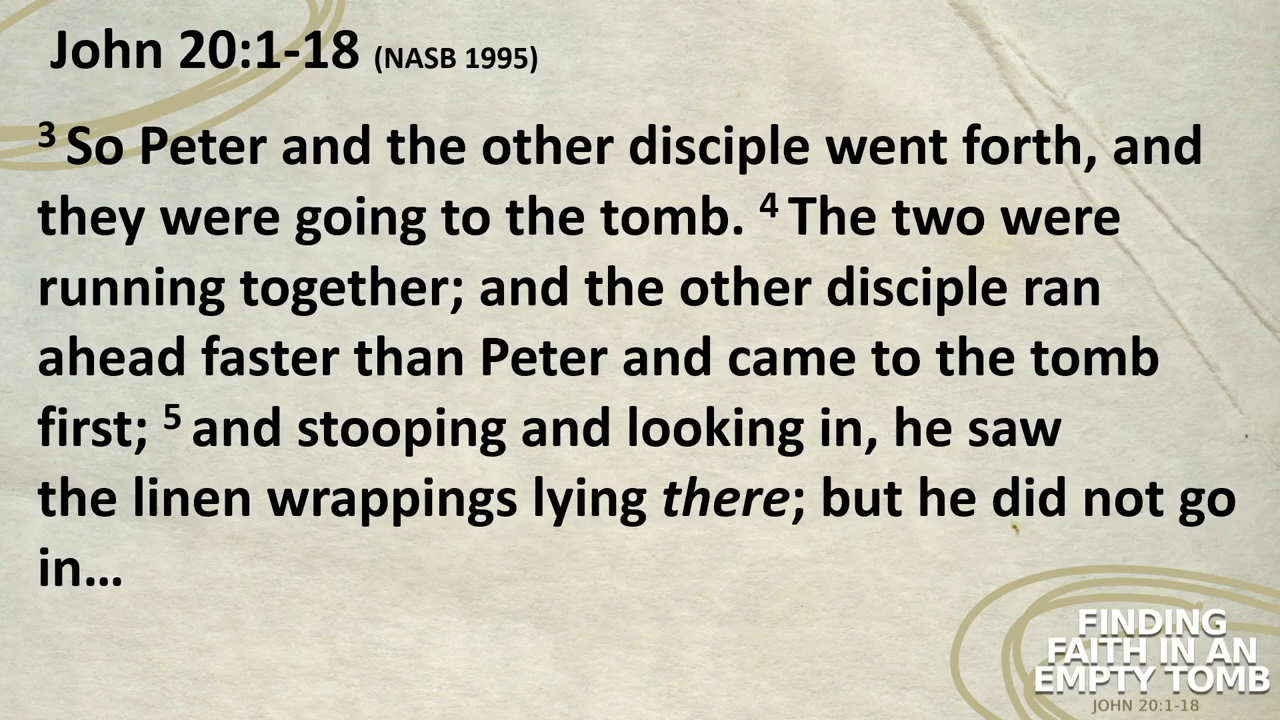 John 20:1-18 (NASB 1995)
³ So Peter and the other disciple went forth, and
they were going to the tomb. ⁴ The two were
running together; and the other disciple ran
ahead faster than Peter and came to the tomb
first; ⁵ and stooping and looking in, he saw
the linen wrappings lying there; but he did not go
in…
FINDING
FAITH IN AN
EMPTY TOMB
JOHN 20:1-18